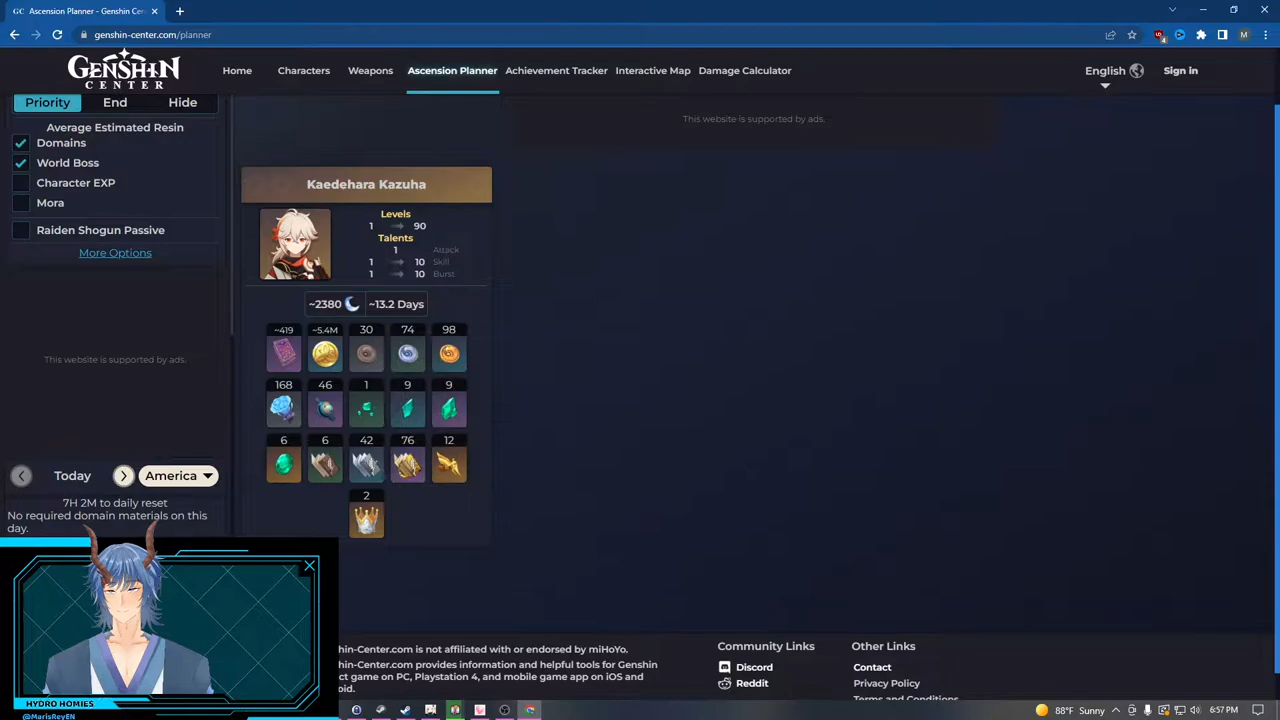 GC Ascension Planner - Genshin Cen
genshin-center.com/planner
GENSHIN
CENTER
Home
Characters
Weapons
Ascension Planner
Achievement Tracker
Interactive Map
Damage Calculator
English
Sign in
Priority
End
Hide
Average Estimated Resin
Domains
World Boss
Character EXP
Mora
Raiden Shogun Passive
More Options
This website is supported by ads.
This website is supported by ads.
Kaedehara Kazuha
Levels
1 90
Talents
1 Attack
1 10 Skill
1 10 Burst
~2380 ~13.2 Days
~419 ~5.4M 30 74 98
168 46 1 9 9
6 6 42 76 12
2
Today
America
7H 2M to daily reset
No required domain materials on this
day.
HYDRO HOMIES
@MarisReyEN
shin-Center.com is not affiliated with or endorsed by miHoYo.
shin-Center.com provides information and helpful tools for Genshin
ct game on PC, Playstation 4, and mobile game app on iOS and
oid.
Community Links
Discord
Reddit
Other Links
Contact
Privacy Policy
Terms and Conditions
88°F Sunny
6:57 PM